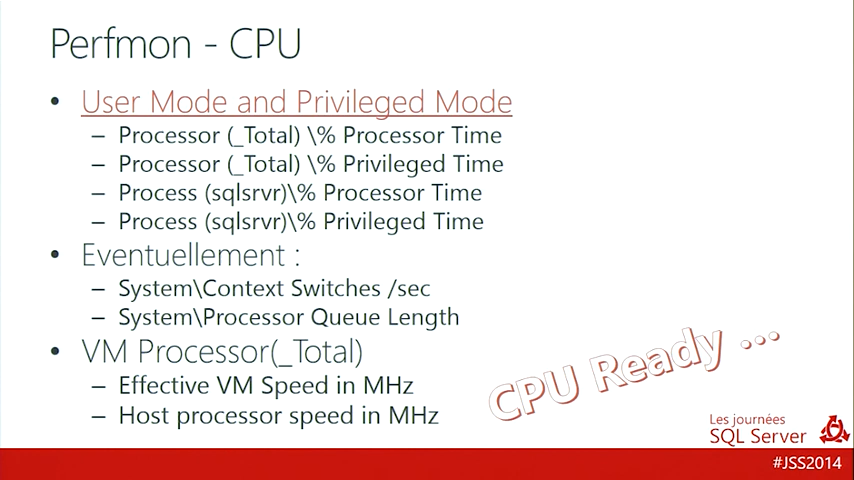 Perfmon - CPU
• User Mode and Privileged Mode
– Processor (_Total) \% Processor Time
– Processor (_Total) \% Privileged Time
– Process (sqlsrvr)\% Processor Time
– Process (sqlsrvr)\% Privileged Time
• Eventuellement :
– System\Context Switches /sec
– System\Processor Queue Length
• VM Processor(_Total)
– Effective VM Speed in MHz
– Host processor speed in MHz
CPU Ready ...
Les journées
SQL Server
#JSS2014